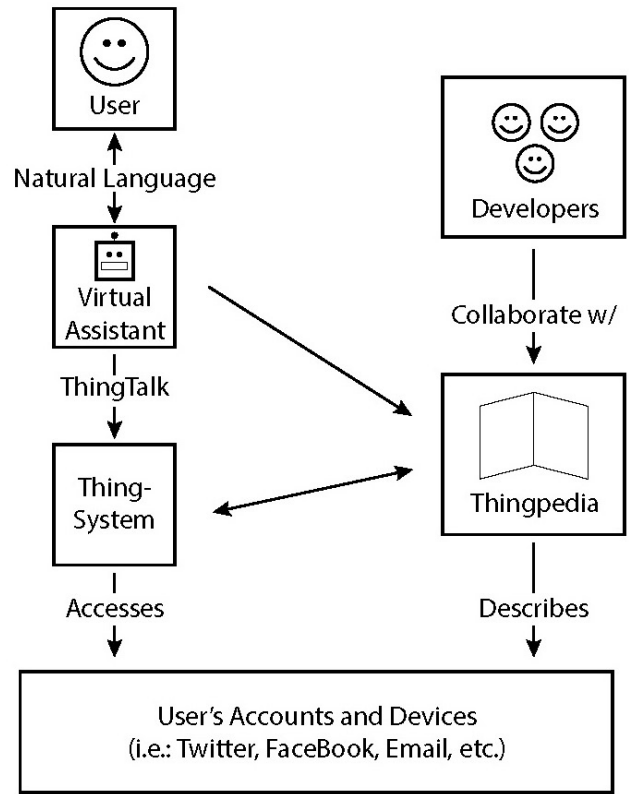 User
Natural Language
Virtual
Assistant
ThingTalk
Thing-
System
Accesses
Developers
Collaborate w/
Thingpedia
Describes
User's Accounts and Devices
(i.e.: Twitter, FaceBook, Email, etc.)